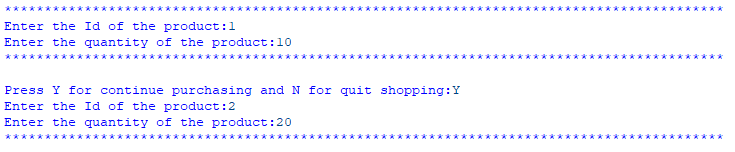 ******************************************************************************************
Enter the Id of the product:1
Enter the quantity of the product:10
******************************************************************************************
Press Y for continue purchasing and N for quit shopping:Y
Enter the Id of the product:2
Enter the quantity of the product:20
******************************************************************************************